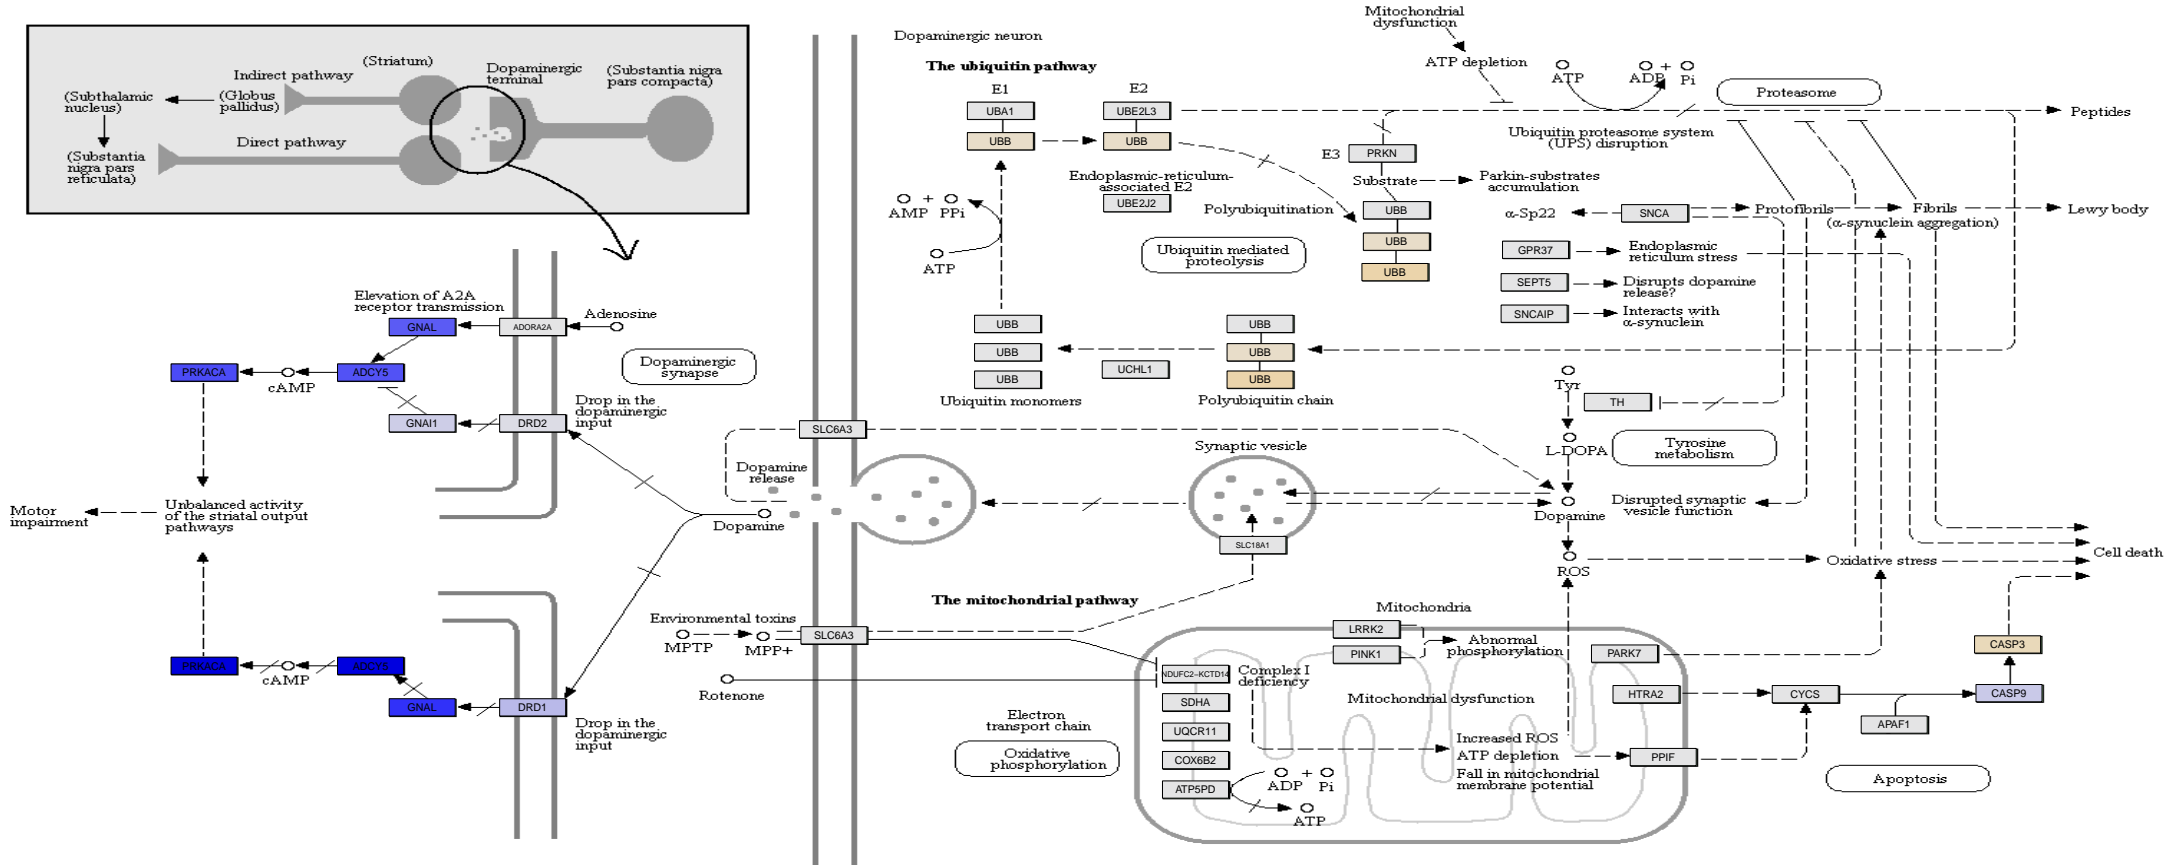 (Striatum)
Indirect pathway
(Subthalamic
nucleus)
(Globus
pallidus)
Dopaminergic
terminal
(Substantia nigra
pars compacta)
Direct pathway
(Substantia
nigra pars
reticulata)
Elevation of A2A
receptor transmission
GNAL
ADORA2A
Adenosine
PRKACA
cAMP
ADCY5
Dopaminergic
synapse
GNAI1
DRD2
Drop in the
dopaminergic
input
Motor
impairment
Unbalanced activity
of the striatal output
pathways
Dopamine
release
Dopamine
PRKACA
cAMP
ADCY5
GNAL
DRD1
Drop in the
dopaminergic
input
Environmental toxins
MPTP
MPP+
Rotenone
SLC6A3
SLC6A3
Dopaminergic neuron
The ubiquitin pathway
E1
E2
UBA1
UBB
UBE2L3
UBB
Endoplasmic-reticulum-
associated E2
UBE2J2
AMP + PPi
ATP
Polyubiquitination
Ubiquitin mediated
proteolysis
E3
PRKN
Substrate
Parkin-substrates
accumulation
UBB
UBB
UBB
Mitochondrial
dysfunction
ATP depletion
ATP
ADP + Pi
Proteasome
Peptides
Ubiquitin proteasome system
(UPS) disruption
α-Sp22
SNCA
Protofibrils
Fibrils
(α-synuclein aggregation)
Lewy body
GPR37
Endoplasmic
reticulum stress
SEPT5
Disrupts dopamine
release?
SNCAIP
Interacts with
α-synuclein
UBB
UBB
UBB
Ubiquitin monomers
UCHL1
UBB
UBB
UBB
Polyubiquitin chain
Tyr
TH
L-DOPA
Tyrosine
metabolism
Synaptic vesicle
SLC18A1
Dopamine
Disrupted synaptic
vesicle function
ROS
Oxidative stress
Cell death
The mitochondrial pathway
Mitochondria
LRRK2
PINK1
Abnormal
phosphorylation
PARK7
NDUFC2-KCTD14
Complex I
deficiency
SDHA
UQCR11
COX6B2
ATP5PD
Electron
transport chain
Oxidative
phosphorylation
Mitochondrial dysfunction
Increased ROS
ATP depletion
Fall in mitochondrial
membrane potential
ADP + Pi
ATP
HTRA2
PPIF
CYCS
APAF1
CASP9
CASP3
Apoptosis